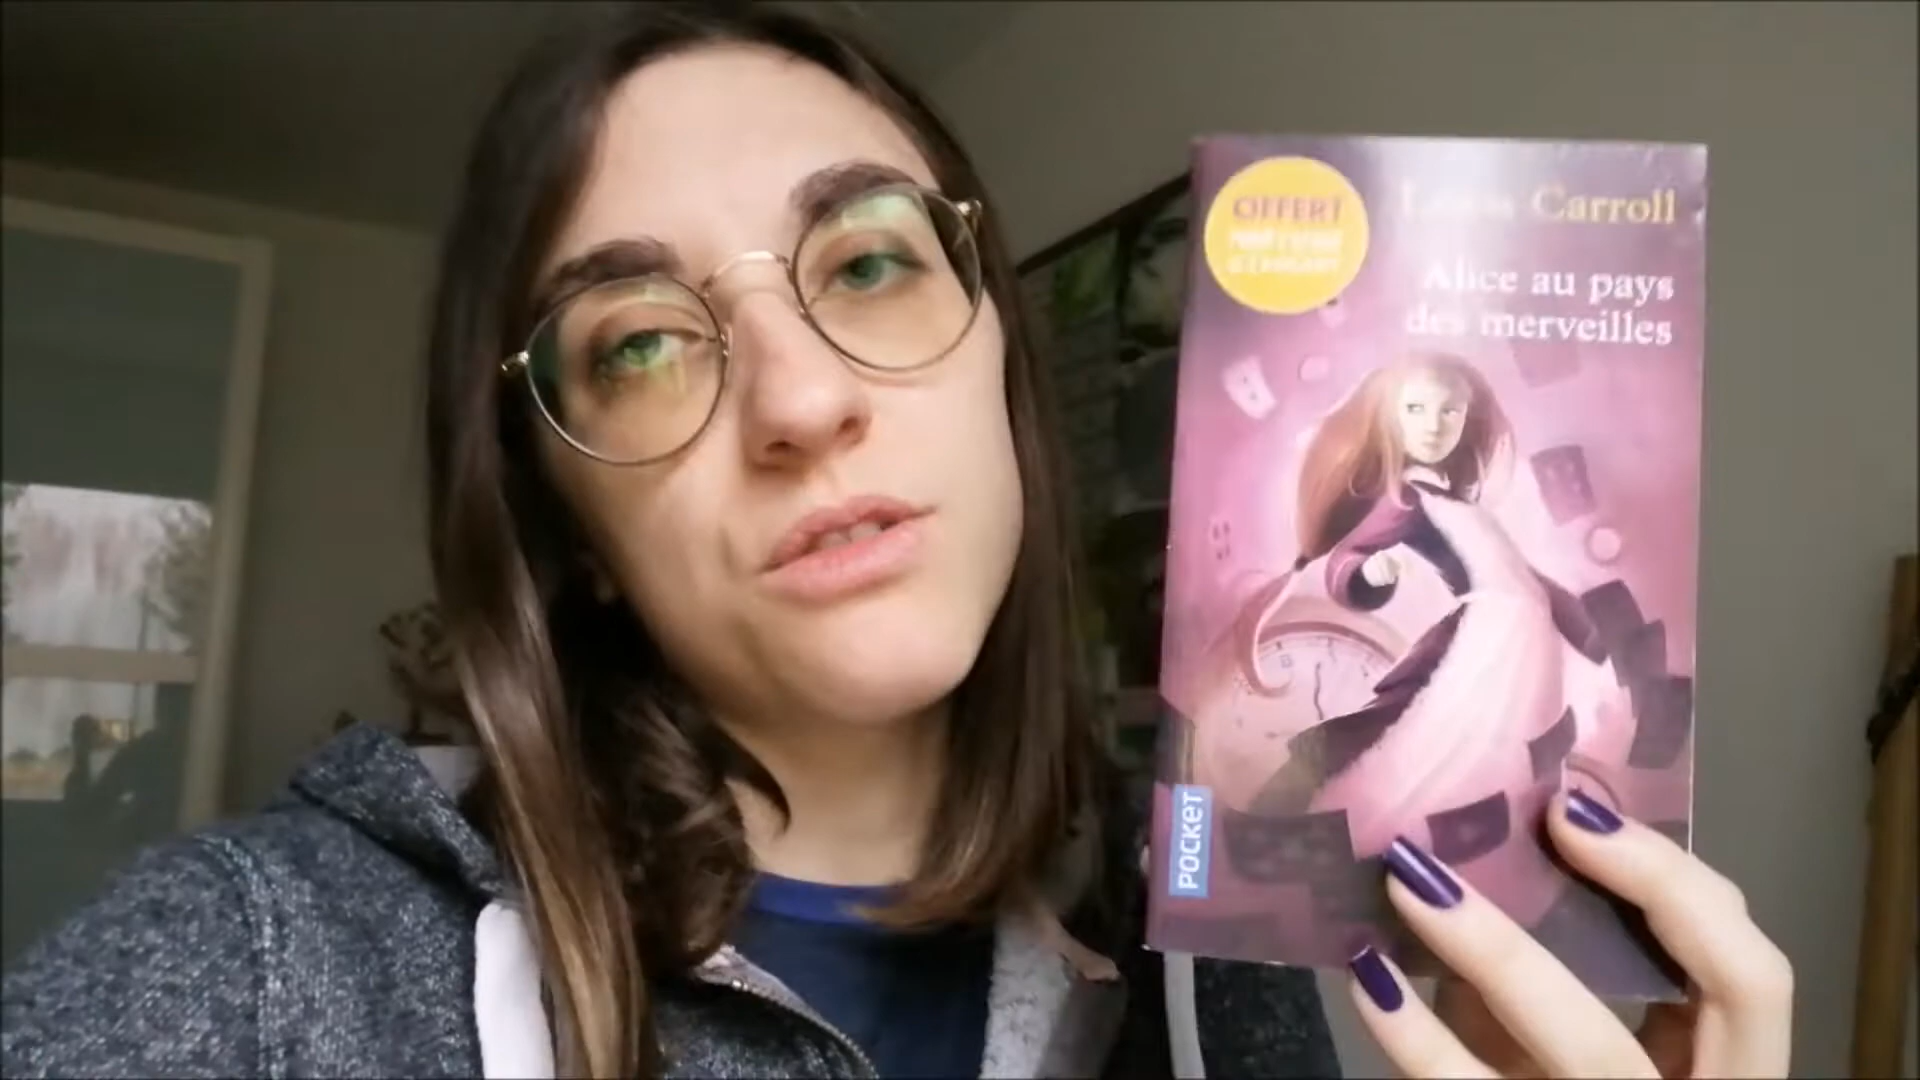 OFFERT
Carroll
Alice au pays
des merveilles
POCKET